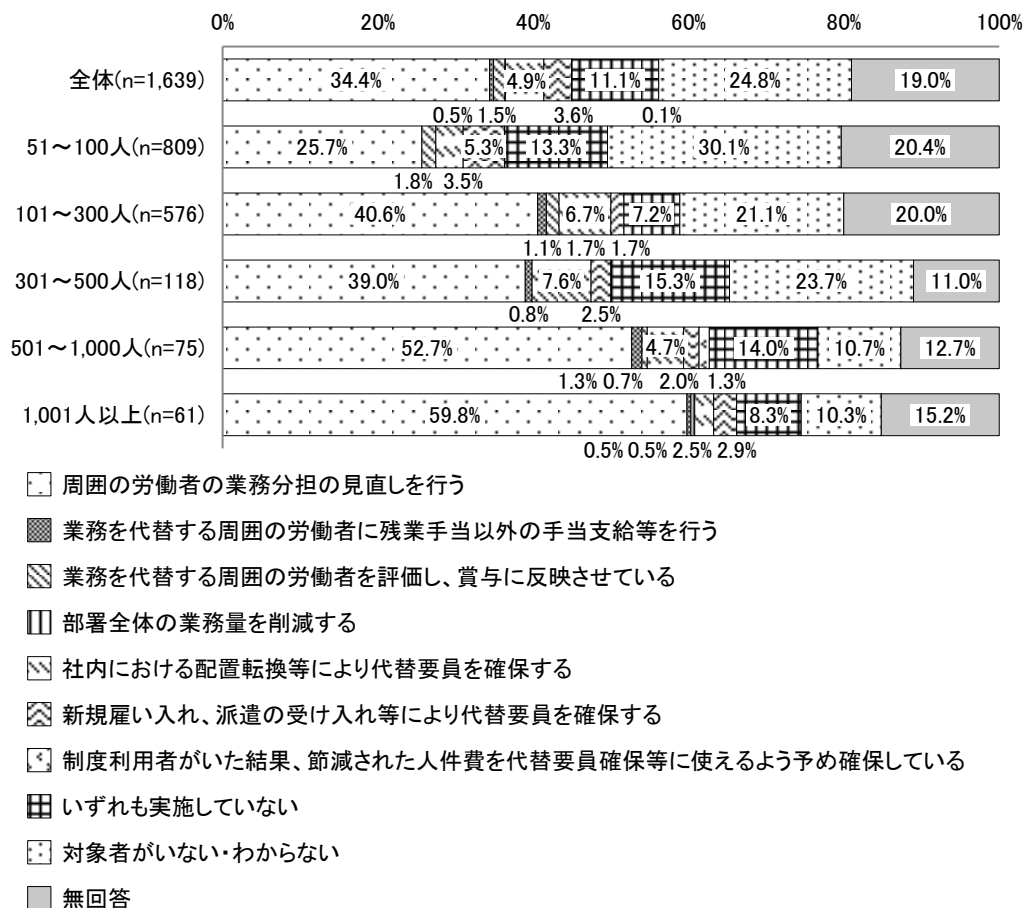 0% 20% 40% 60% 80% 100%
全体(n=1,639) 34.4% 4.9% 11.1% 24.8% 19.0%
0.5% 1.5% 3.6% 0.1%
51～100人(n=809) 25.7% 5.3% 13.3% 30.1% 20.4%
1.8% 3.5%
101～300人(n=576) 40.6% 6.7% 7.2% 21.1% 20.0%
1.1% 1.7% 1.7%
301～500人(n=118) 39.0% 7.6% 15.3% 23.7% 11.0%
0.8% 2.5%
501～1,000人(n=75) 52.7% 4.7% 14.0% 10.7% 12.7%
1.3% 0.7% 2.0% 1.3%
1,001人以上(n=61) 59.8% 8.3% 10.3% 15.2%
0.5% 0.5% 2.5% 2.9%
周囲の労働者の業務分担の見直しを行う
業務を代替する周囲の労働者に残業手当以外の手当支給等を行う
業務を代替する周囲の労働者を評価し、賞与に反映させている
部署全体の業務量を削減する
社内における配置転換等により代替要員を確保する
新規雇い入れ、派遣の受け入れ等により代替要員を確保する
制度利用者がいた結果、節減された人件費を代替要員確保等に使えるよう予め確保している
いずれも実施していない
対象者がいない・わからない
無回答